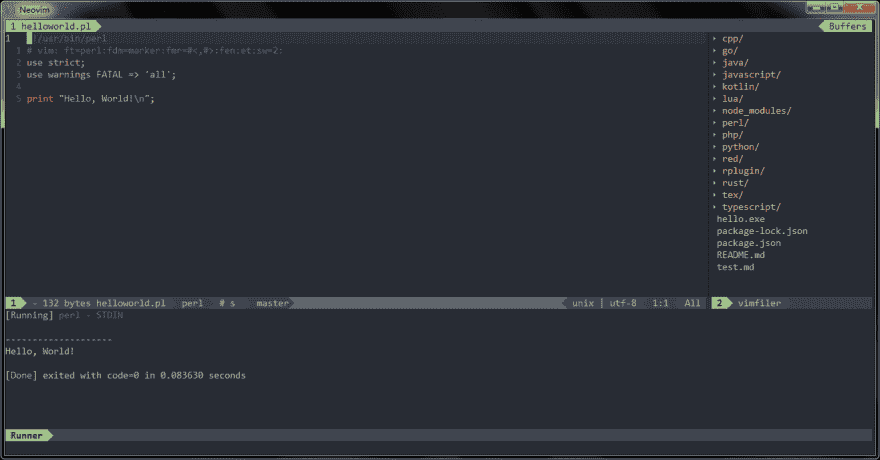 Neovim
1 helloworld.pl
Buffers
1 #!/usr/bin/perl
1 # vim: ft=perl:fdm=marker:fmr=#<,#>:fen:et:sw=2:
2 use strict;
3 use warnings FATAL => 'all';
4
5 print "Hello, World!\n";
▸ cpp/
▸ go/
▸ java/
▸ javascript/
▸ kotlin/
▸ lua/
▸ node_modules/
▸ perl/
▸ php/
▸ python/
▸ red/
▸ rplugin/
▸ rust/
▸ tex/
▸ typescript/
hello.exe
package-lock.json
package.json
README.md
test.md
1 - 132 bytes helloworld.pl perl # s master unix | utf-8 1:1 All
2 vimfiler
[Running] perl - STDIN
--------------------
Hello, World!
[Done] exited with code=0 in 0.083630 seconds
Runner